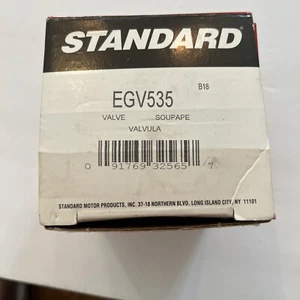 STANDARD
B18
EGV535
VALVE SOUPAPE
VALVULA
0 91769 32565 7
STANDARD MOTOR PRODUCTS, INC. 37-18 NORTHERN BLVD. LONG ISLAND CITY, NY 11101